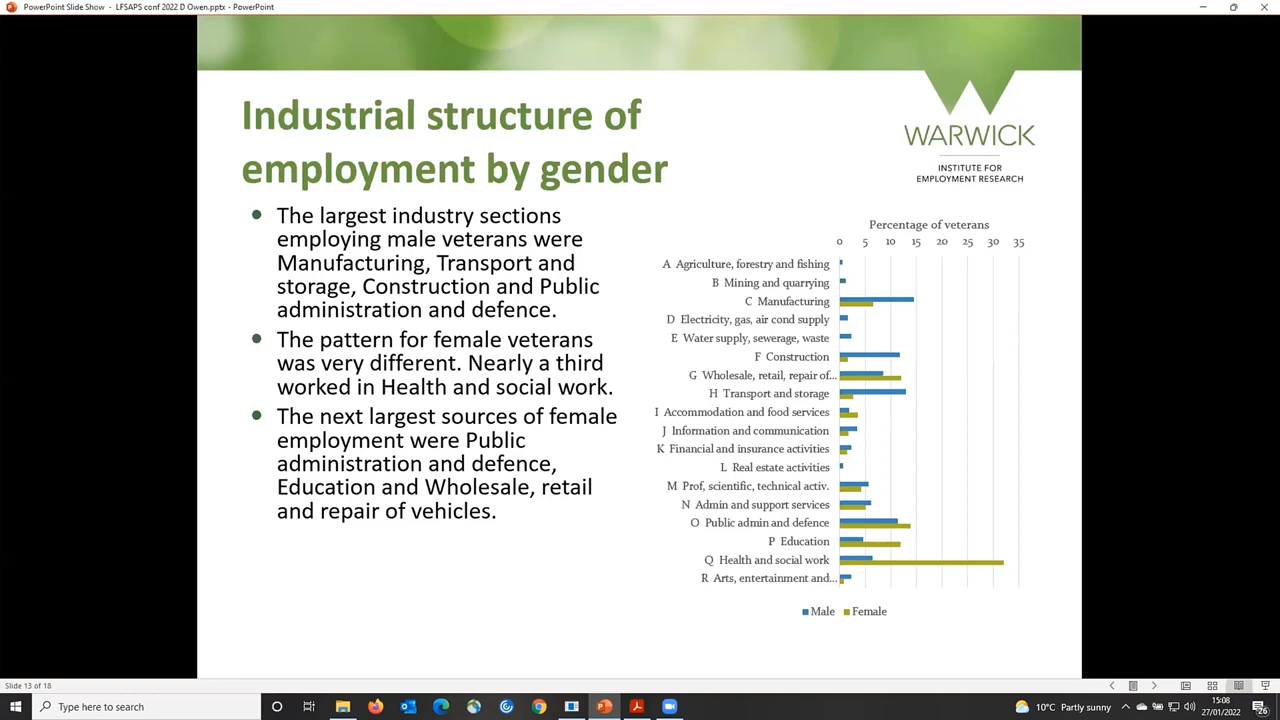 PowerPoint Slide Show - LFSAPS conf 2022 D Owen.pptx - PowerPoint
Industrial structure of
employment by gender
WARWICK
INSTITUTE FOR
EMPLOYMENT RESEARCH
• The largest industry sections
employing male veterans were
Manufacturing, Transport and
storage, Construction and Public
administration and defence.
• The pattern for female veterans
was very different. Nearly a third
worked in Health and social work.
• The next largest sources of female
employment were Public
administration and defence,
Education and Wholesale, retail
and repair of vehicles.
Percentage of veterans
0 5 10 15 20 25 30 35
A Agriculture, forestry and fishing
B Mining and quarrying
C Manufacturing
D Electricity, gas, air cond supply
E Water supply, sewerage, waste
F Construction
G Wholesale, retail, repair of...
H Transport and storage
I Accommodation and food services
J Information and communication
K Financial and insurance activities
L Real estate activities
M Prof, scientific, technical activ.
N Admin and support services
O Public admin and defence
P Education
Q Health and social work
R Arts, entertainment and...
Male Female
Slide 13 of 18
Type here to search
10°C Partly sunny
15:08
27/01/2022
26